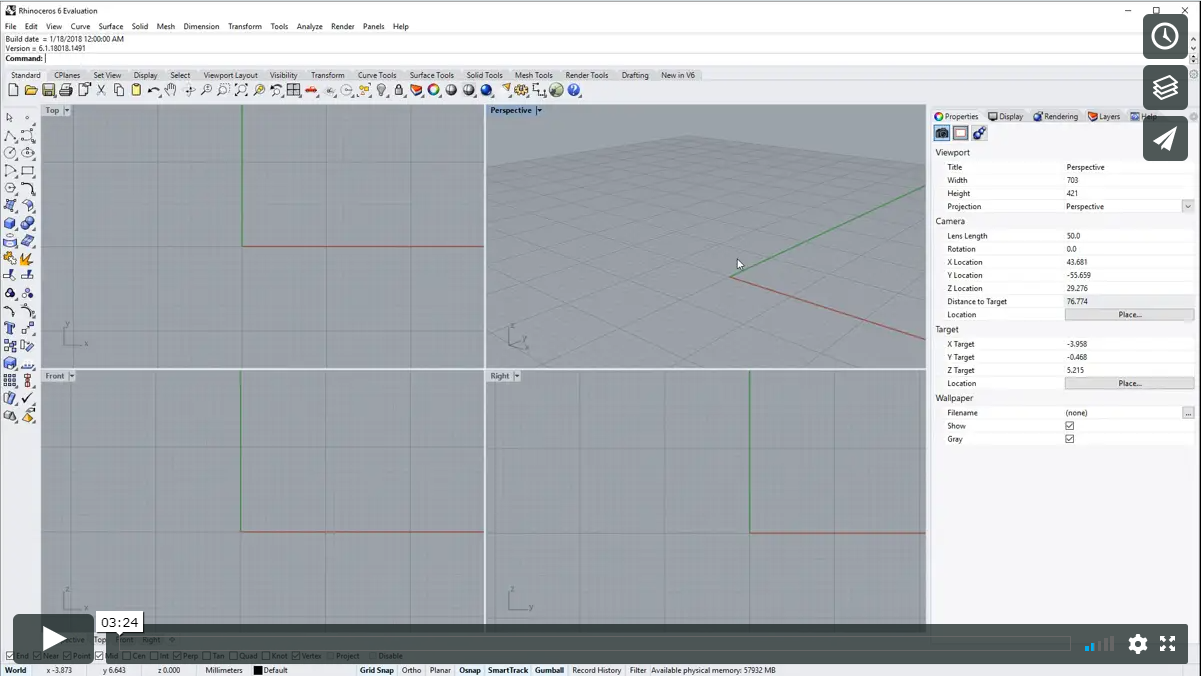 Rhinoceros 6 Evaluation
File Edit View Curve Surface Solid Mesh Dimension Transform Tools Analyze Render Panels Help
Build date = 1/18/2018 12:00:00 AM
Version = 6.1.18018.1491
Command:
Standard CPlanes Set View Display Select Viewport Layout Visibility Transform Curve Tools Surface Tools Solid Tools Mesh Tools Render Tools Drafting New in V6
Top
Perspective
Properties Display Rendering Layers Help
Viewport
Title Perspective
Width 703
Height 421
Projection Perspective
Camera
Lens Length 50.0
Rotation 0.0
X Location 43.681
Y Location -55.659
Z Location 29.276
Distance to Target 76.774
Location Place...
Target
X Target -3.958
Y Target -0.468
Z Target 5.215
Location Place...
Wallpaper
Filename (none) ...
Show
Gray
y
x
z
y
x
Front
Right
z
x
z
y
03:24
Top Front Right
End Near Point Mid Cen Int Perp Tan Quad Knot Vertex Project Disable
World x -3.873 y 6.643 z 0.000 Millimeters Default Grid Snap Ortho Planar Osnap SmartTrack Gumball Record History Filter Available physical memory: 57932 MB